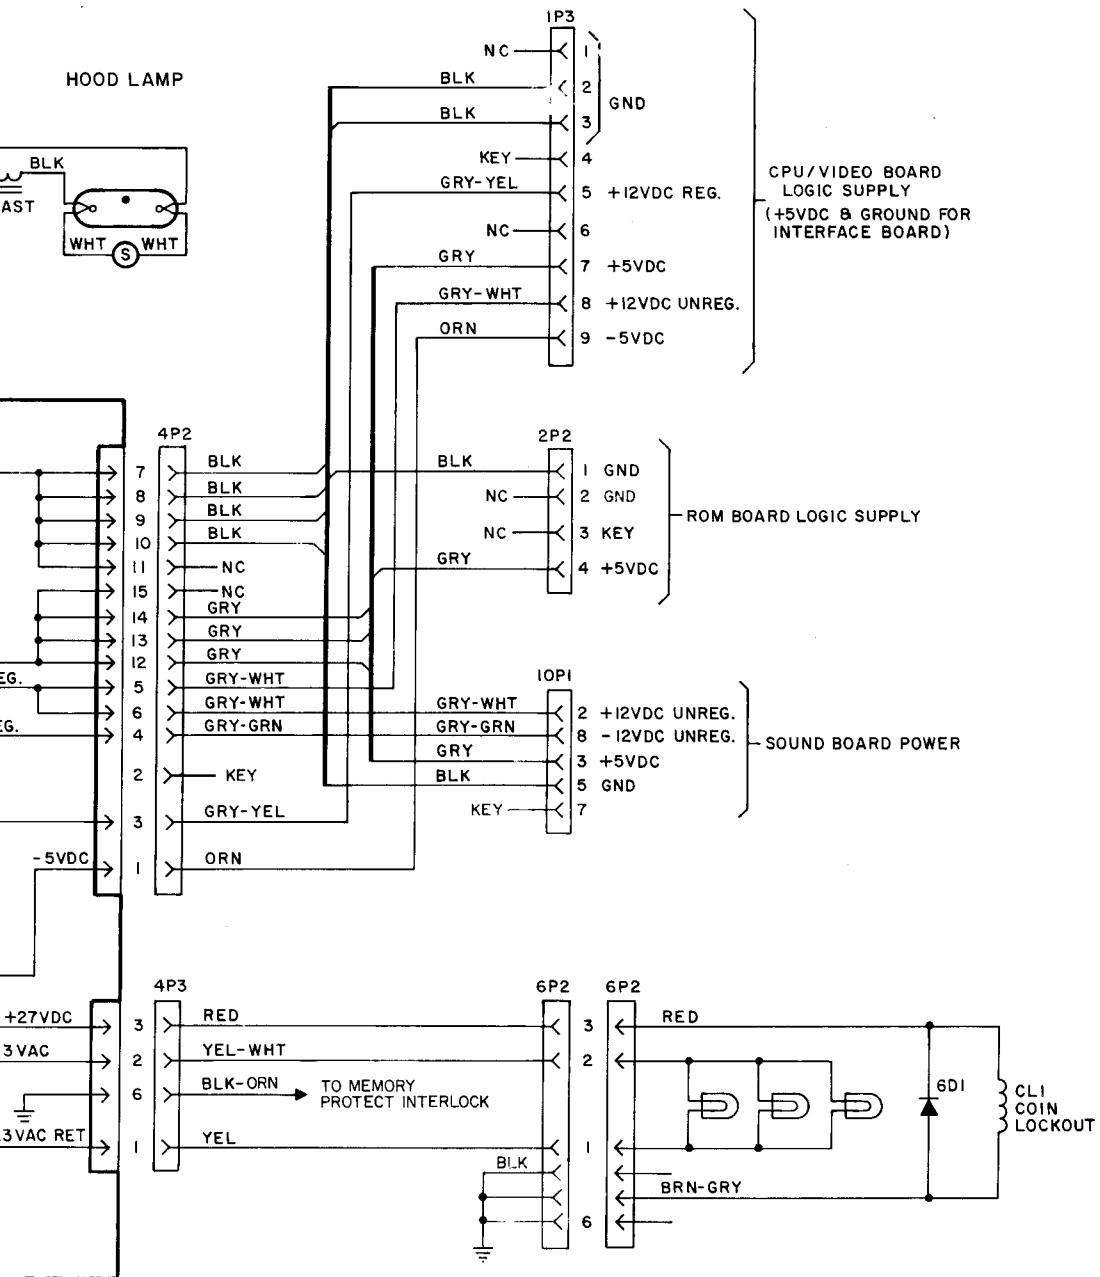 HOOD LAMP
BLK
AST
WHT S WHT
1P3
NC 1
BLK 2
GND
BLK 3
KEY 4
GRY-YEL 5 +12VDC REG.
NC 6
GRY 7 +5VDC
GRY-WHT 8 +12VDC UNREG.
ORN 9 -5VDC
CPU/VIDEO BOARD
LOGIC SUPPLY
(+5VDC & GROUND FOR
INTERFACE BOARD)
4P2
7 BLK
8 BLK
9 BLK
10 BLK
11 NC
15 NC
14 GRY
13 GRY
12 GRY
EG. 5 GRY-WHT
6 GRY-WHT
EG. 4 GRY-GRN
2 KEY
3 GRY-YEL
-5VDC 1 ORN
2P2
BLK 1 GND
NC 2 GND
NC 3 KEY
GRY 4 +5VDC
ROM BOARD LOGIC SUPPLY
10P1
GRY-WHT 2 +12VDC UNREG.
GRY-GRN 8 -12VDC UNREG.
GRY 3 +5VDC
BLK 5 GND
KEY 7
SOUND BOARD POWER
4P3
+27VDC 3 RED
3VAC 2 YEL-WHT
6 BLK-ORN TO MEMORY
PROTECT INTERLOCK
3VAC RET 1 YEL
6P2 6P2
3 RED
2
1
BLK
BRN-GRY
6
6D1
CL1
COIN
LOCKOUT